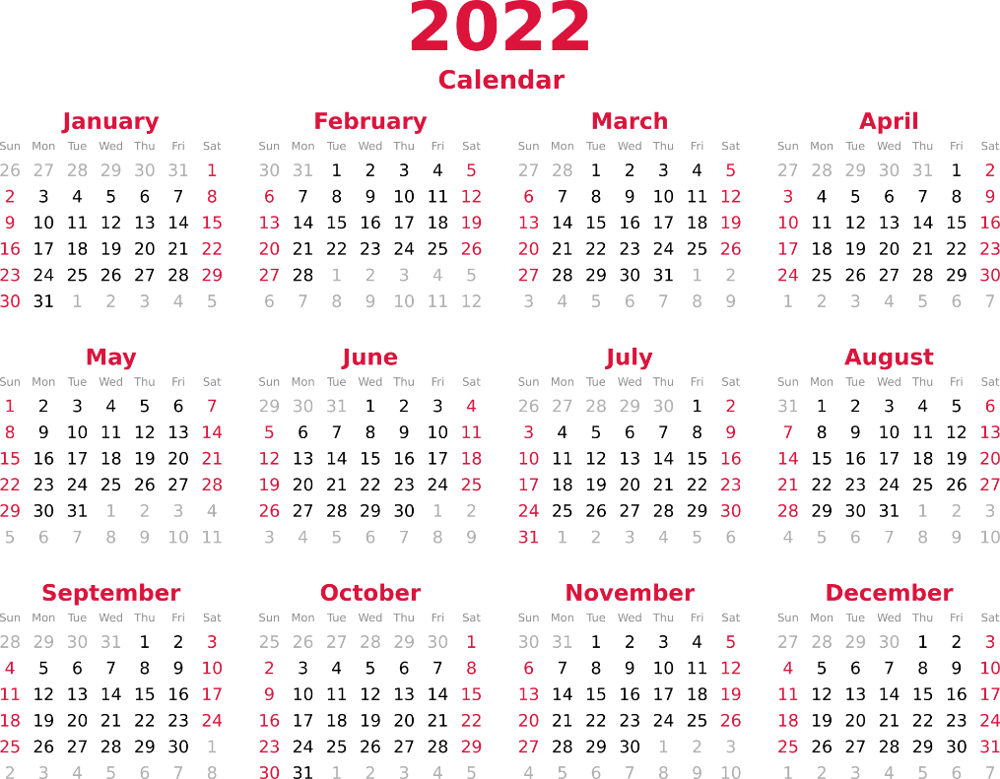 2022
Calendar
January February March April
Sun Mon Tue Wed Thu Fri Sat Sun Mon Tue Wed Thu Fri Sat Sun Mon Tue Wed Thu Fri Sat Sun Mon Tue Wed Thu Fri Sat
26 27 28 29 30 31 1 30 31 1 2 3 4 5 27 28 1 2 3 4 5 27 28 29 30 31 1 2
2 3 4 5 6 7 8 6 7 8 9 10 11 12 6 7 8 9 10 11 12 3 4 5 6 7 8 9
9 10 11 12 13 14 15 13 14 15 16 17 18 19 13 14 15 16 17 18 19 10 11 12 13 14 15 16
16 17 18 19 20 21 22 20 21 22 23 24 25 26 20 21 22 23 24 25 26 17 18 19 20 21 22 23
23 24 25 26 27 28 29 27 28 1 2 3 4 5 27 28 29 30 31 1 2 24 25 26 27 28 29 30
30 31 1 2 3 4 5 6 7 8 9 10 11 12 3 4 5 6 7 8 9 1 2 3 4 5 6 7
May June July August
Sun Mon Tue Wed Thu Fri Sat Sun Mon Tue Wed Thu Fri Sat Sun Mon Tue Wed Thu Fri Sat Sun Mon Tue Wed Thu Fri Sat
1 2 3 4 5 6 7 29 30 31 1 2 3 4 26 27 28 29 30 1 2 31 1 2 3 4 5 6
8 9 10 11 12 13 14 5 6 7 8 9 10 11 3 4 5 6 7 8 9 7 8 9 10 11 12 13
15 16 17 18 19 20 21 12 13 14 15 16 17 18 10 11 12 13 14 15 16 14 15 16 17 18 19 20
22 23 24 25 26 27 28 19 20 21 22 23 24 25 17 18 19 20 21 22 23 21 22 23 24 25 26 27
29 30 31 1 2 3 4 26 27 28 29 30 1 2 24 25 26 27 28 29 30 28 29 30 31 1 2 3
5 6 7 8 9 10 11 3 4 5 6 7 8 9 31 1 2 3 4 5 6 4 5 6 7 8 9 10
September October November December
Sun Mon Tue Wed Thu Fri Sat Sun Mon Tue Wed Thu Fri Sat Sun Mon Tue Wed Thu Fri Sat Sun Mon Tue Wed Thu Fri Sat
28 29 30 31 1 2 3 25 26 27 28 29 30 1 30 31 1 2 3 4 5 27 28 29 30 1 2 3
4 5 6 7 8 9 10 2 3 4 5 6 7 8 6 7 8 9 10 11 12 4 5 6 7 8 9 10
11 12 13 14 15 16 17 9 10 11 12 13 14 15 13 14 15 16 17 18 19 11 12 13 14 15 16 17
18 19 20 21 22 23 24 16 17 18 19 20 21 22 20 21 22 23 24 25 26 18 19 20 21 22 23 24
25 26 27 28 29 30 1 23 24 25 26 27 28 29 27 28 29 30 1 2 3 25 26 27 28 29 30 31
2 3 4 5 6 7 8 30 31 1 2 3 4 5 4 5 6 7 8 9 10 1 2 3 4 5 6 7